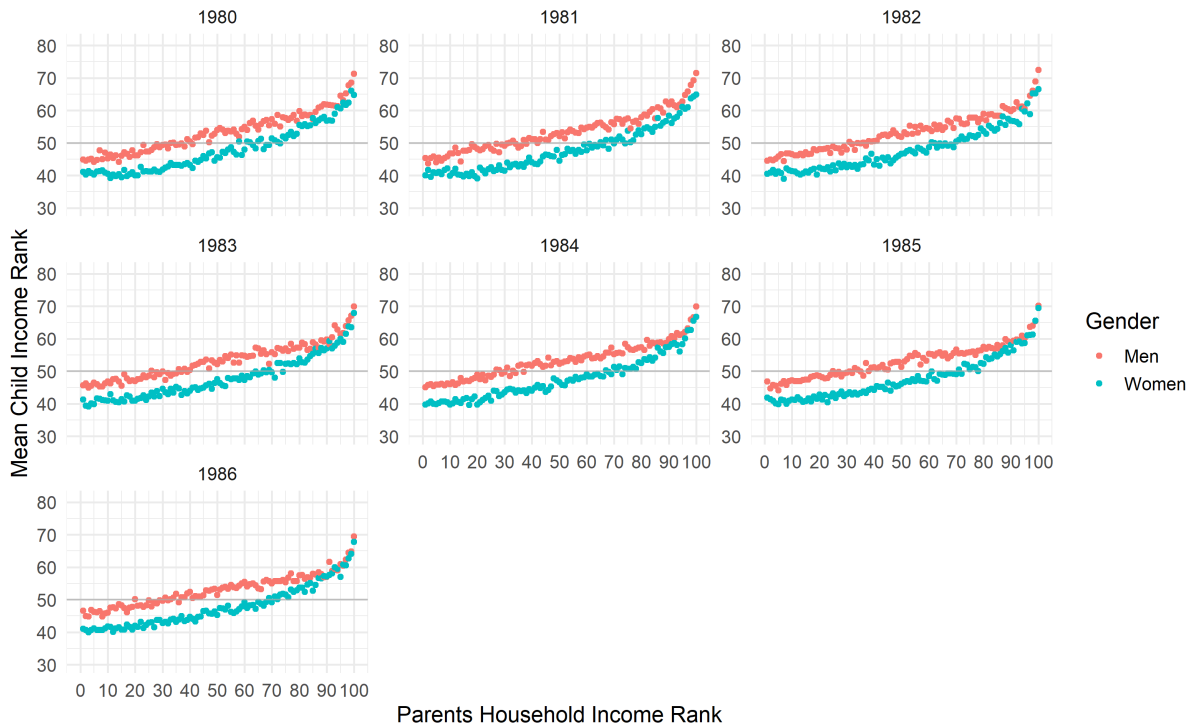 1980 1981 1982
80 80 80
70 70 70
60 60 60
50 50 50
40 40 40
30 30 30
1983 1984 1985
80 80 80
70 70 70
60 60 60
50 50 50
40 40 40
30 30 30
0 10 20 30 40 50 60 70 80 90 100 0 10 20 30 40 50 60 70 80 90 100
1986
80
70
60
50
40
30
0 10 20 30 40 50 60 70 80 90 100
Mean Child Income Rank
Parents Household Income Rank
Gender
Men
Women